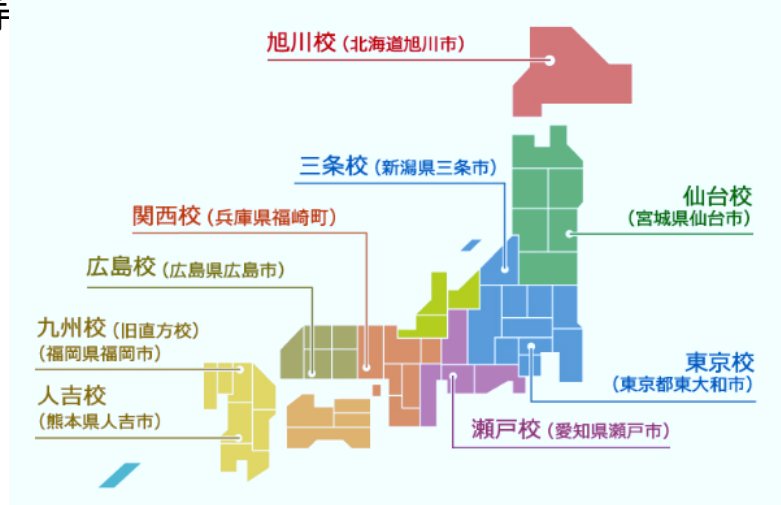 旭川校（北海道旭川市）
三条校（新潟県三条市）
仙台校
（宮城県仙台市）
関西校（兵庫県福崎町）
広島校（広島県広島市）
九州校（旧直方校）
（福岡県福岡市）
東京校
（東京都東大和市）
人吉校
（熊本県人吉市）
瀬戸校（愛知県瀬戸市）